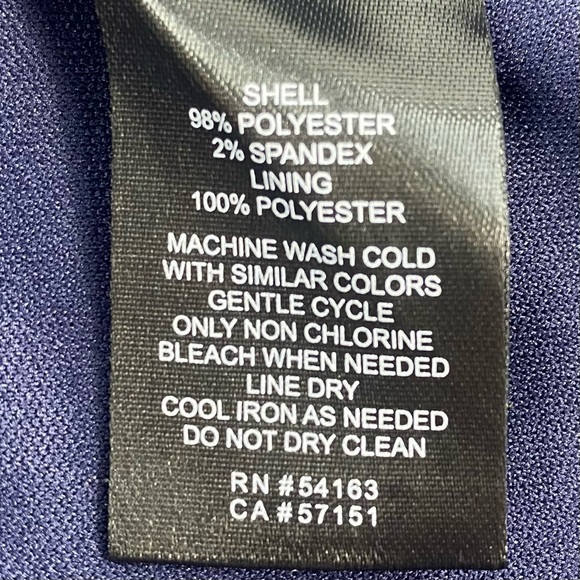 SHELL
98% POLYESTER
2% SPANDEX
LINING
100% POLYESTER
MACHINE WASH COLD
WITH SIMILAR COLORS
GENTLE CYCLE
ONLY NON CHLORINE
BLEACH WHEN NEEDED
LINE DRY
COOL IRON AS NEEDED
DO NOT DRY CLEAN
RN #54163
CA #57151